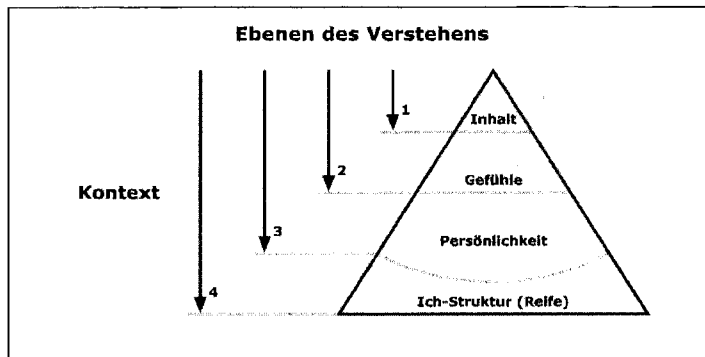 Ebenen des Verstehens
1
Inhalt
2
Gefühle
Kontext
3
Persönlichkeit
4
Ich-Struktur (Reife)